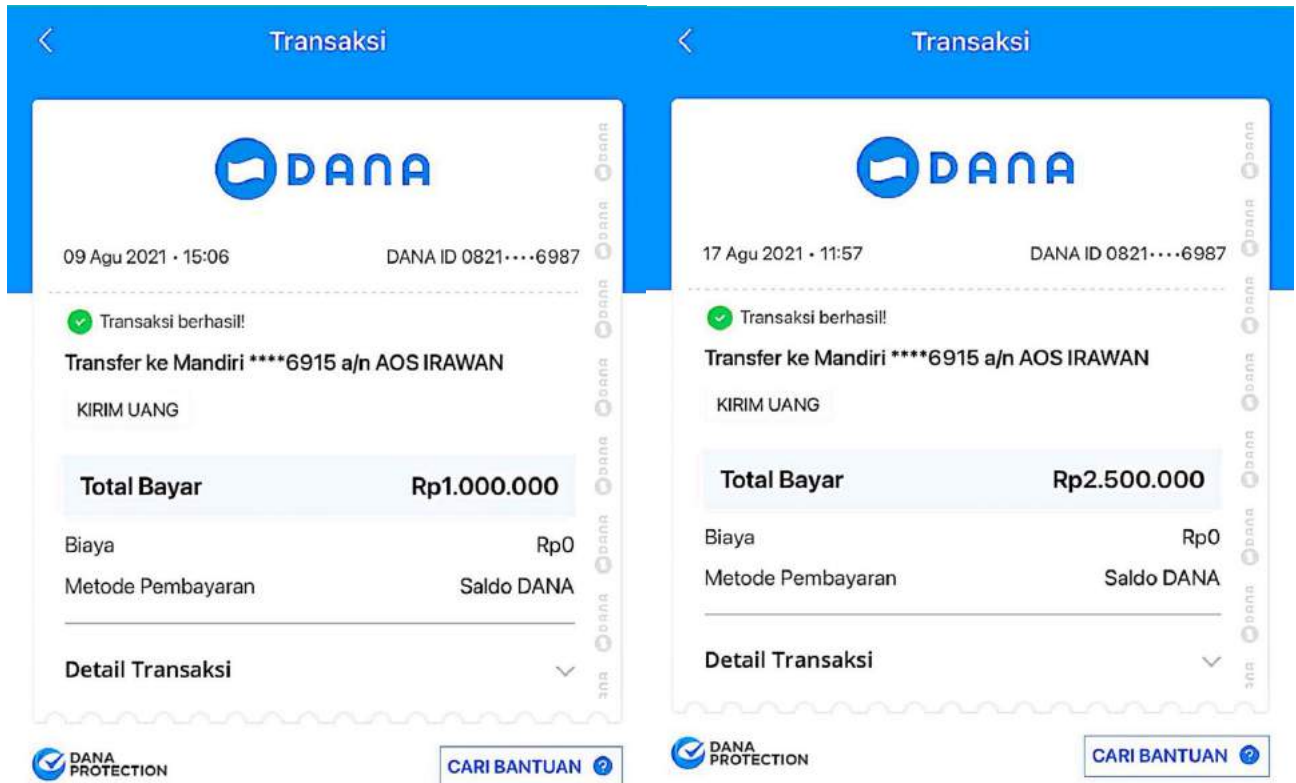 Transaksi
DANA
09 Agu 2021 • 15:06 DANA ID 0821••••6987
Transaksi berhasil!
Transfer ke Mandiri ****6915 a/n AOS IRAWAN
KIRIM UANG
Total Bayar Rp1.000.000
Biaya Rp0
Metode Pembayaran Saldo DANA
Detail Transaksi
DANA
PROTECTION
CARI BANTUAN
Transaksi
DANA
17 Agu 2021 • 11:57 DANA ID 0821••••6987
Transaksi berhasil!
Transfer ke Mandiri ****6915 a/n AOS IRAWAN
KIRIM UANG
Total Bayar Rp2.500.000
Biaya Rp0
Metode Pembayaran Saldo DANA
Detail Transaksi
DANA
PROTECTION
CARI BANTUAN